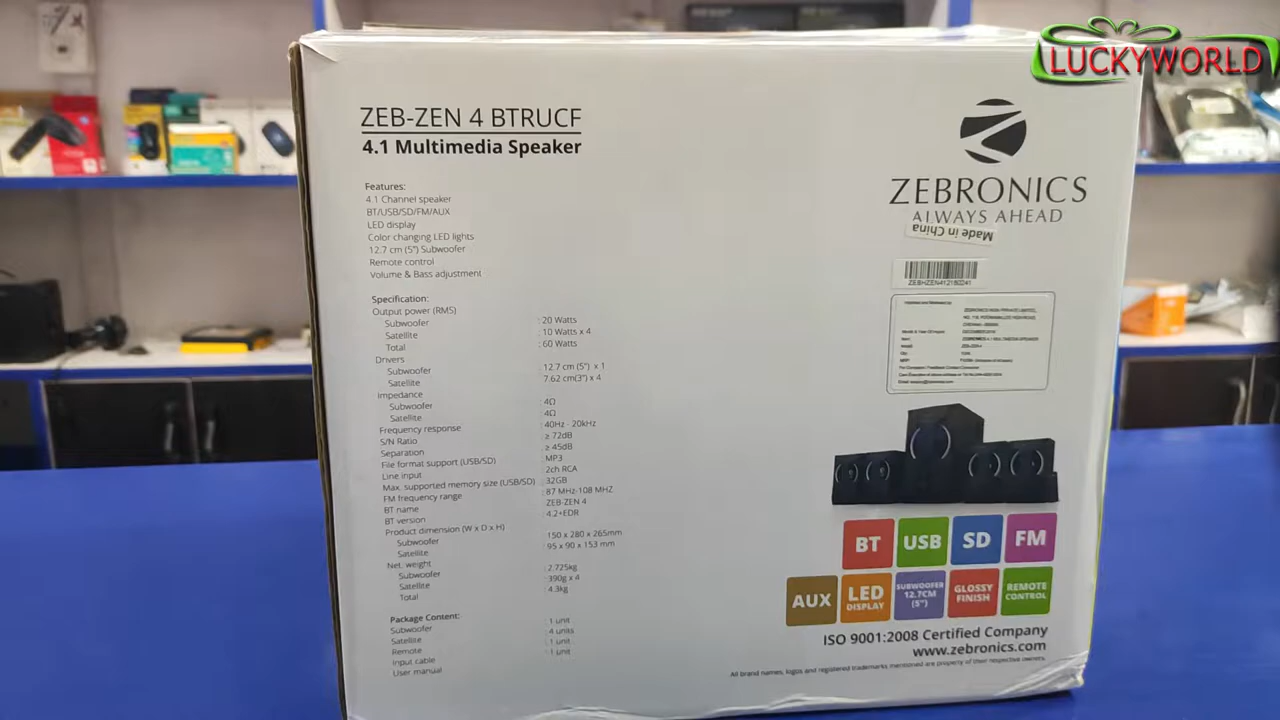 LUCKYWORLD
ZEB-ZEN 4 BTRUCF
4.1 Multimedia Speaker
ZEBRONICS
ALWAYS AHEAD
Made in China
ZEBHZEN412180241
Features:
4.1 Channel speaker
BT/USB/SD/FM/AUX
LED display
Color changing LED lights
12.7 cm (5") Subwoofer
Remote control
Volume & Bass adjustment
Specification:
Output power (RMS)
Subwoofer : 20 Watts
Satellite : 10 Watts x 4
Total : 60 Watts
Drivers
Subwoofer : 12.7 cm (5") x 1
Satellite : 7.62 cm(3") x 4
Impedance
Subwoofer : 4Ω
Satellite : 4Ω
Frequency response : 40Hz - 20kHz
S/N Ratio : ≥ 72dB
Separation : ≥ 45dB
File format support (USB/SD) : MP3
Line input : 2ch RCA
Max. supported memory size (USB/SD) : 32GB
FM frequency range : 87 MHz-108 MHZ
BT name : ZEB-ZEN 4
BT version : 4.2+EDR
Product dimension (W x D x H)
Subwoofer : 150 x 280 x 265mm
Satellite : 95 x 90 x 153 mm
Net. weight
Subwoofer : 2.725kg
Satellite : 390g x 4
Total : 4.3kg
Package Content:
Subwoofer : 1 unit
Satellite : 4 units
Remote : 1 unit
Input cable : 1 unit
User manual
BT
USB
SD
FM
AUX
LED DISPLAY
SUBWOOFER 12.7CM (5")
GLOSSY FINISH
REMOTE CONTROL
ISO 9001:2008 Certified Company
www.zebronics.com
All brand names, logos and registered trademarks mentioned are property of their respective owners.